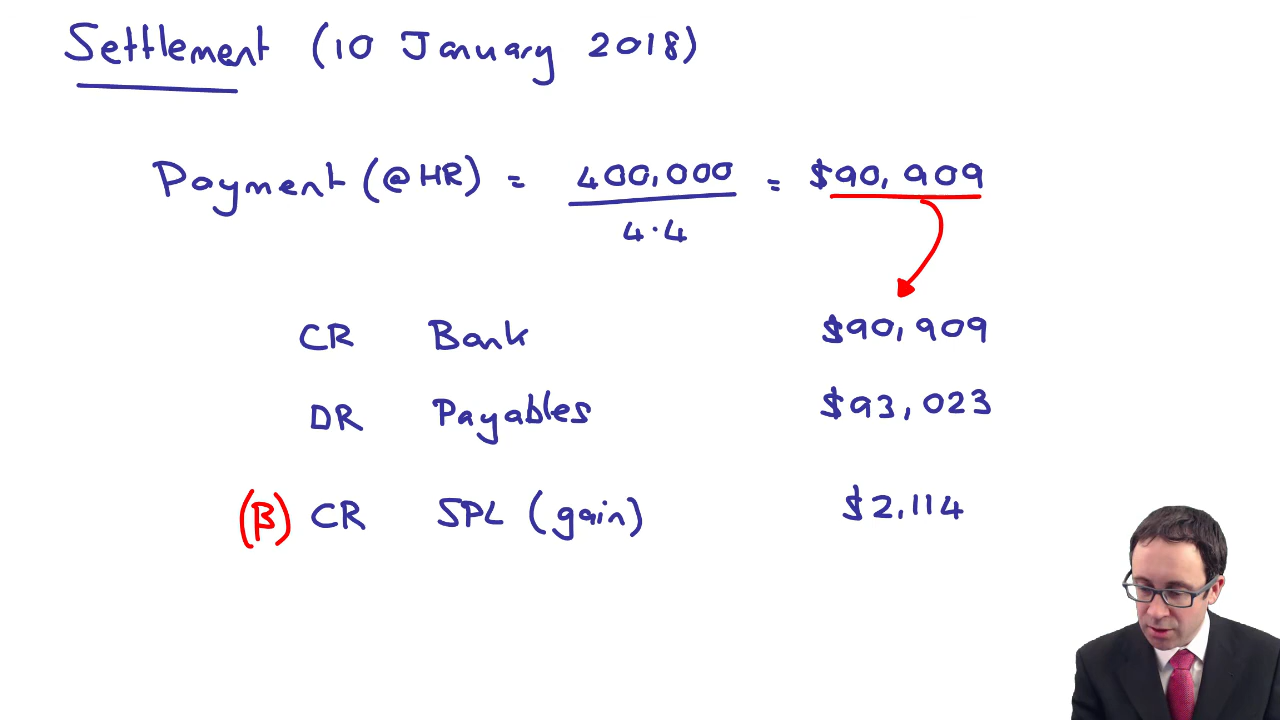 Settlement (10 January 2018)
Payment (@ HR) = 400,000 / 4.4 = $90,909
CR Bank $90,909
DR Payables $93,023
(β) CR SPL (gain) $2,114